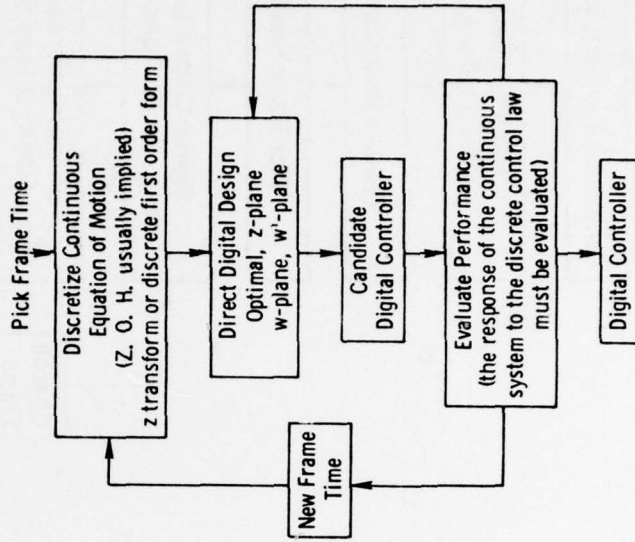 Pick Frame Time
Discretize Continuous
Equation of Motion
(Z. O. H. usually implied)
z transform or discrete first order form
Direct Digital Design
Optimal, z-plane
w-plane, w'-plane
Candidate
Digital Controller
Evaluate Performance
(the response of the continuous
system to the discrete control law
must be evaluated)
New Frame
Time
Digital Controller